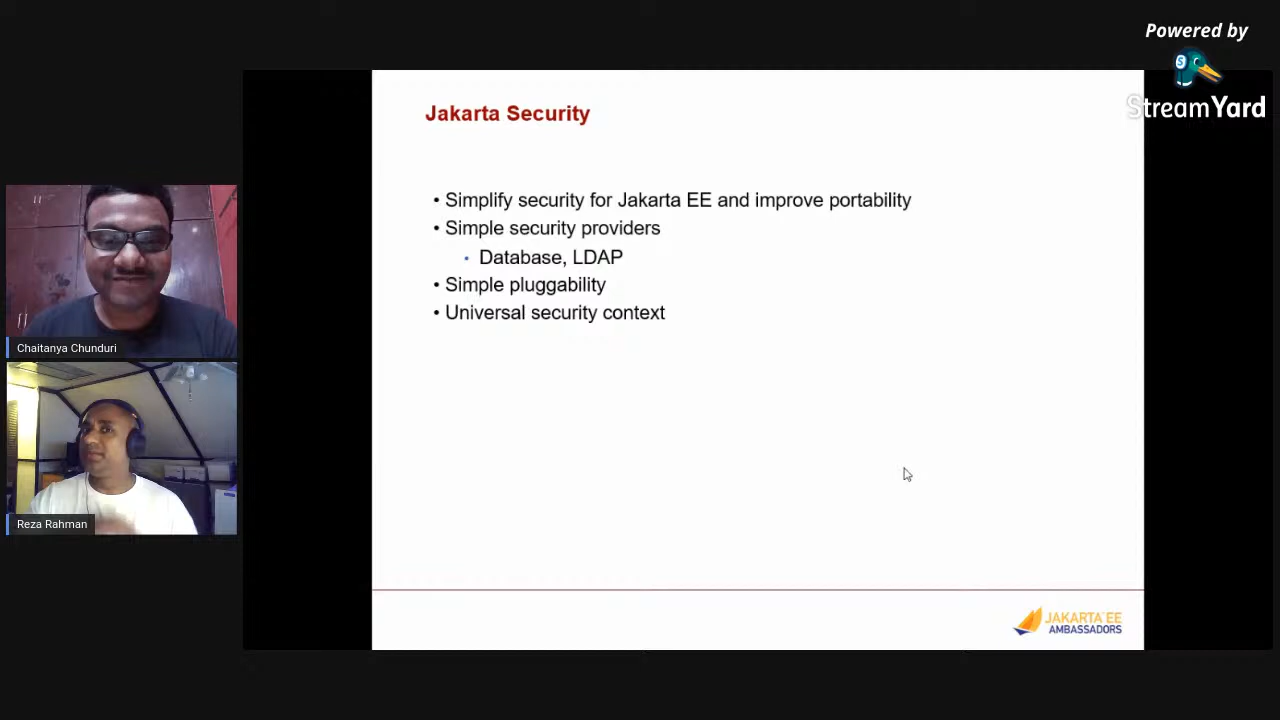 Powered by
StreamYard
Jakarta Security
• Simplify security for Jakarta EE and improve portability
• Simple security providers
• Database, LDAP
• Simple pluggability
• Universal security context
Chaitanya Chunduri
Reza Rahman
JAKARTA EE
AMBASSADORS